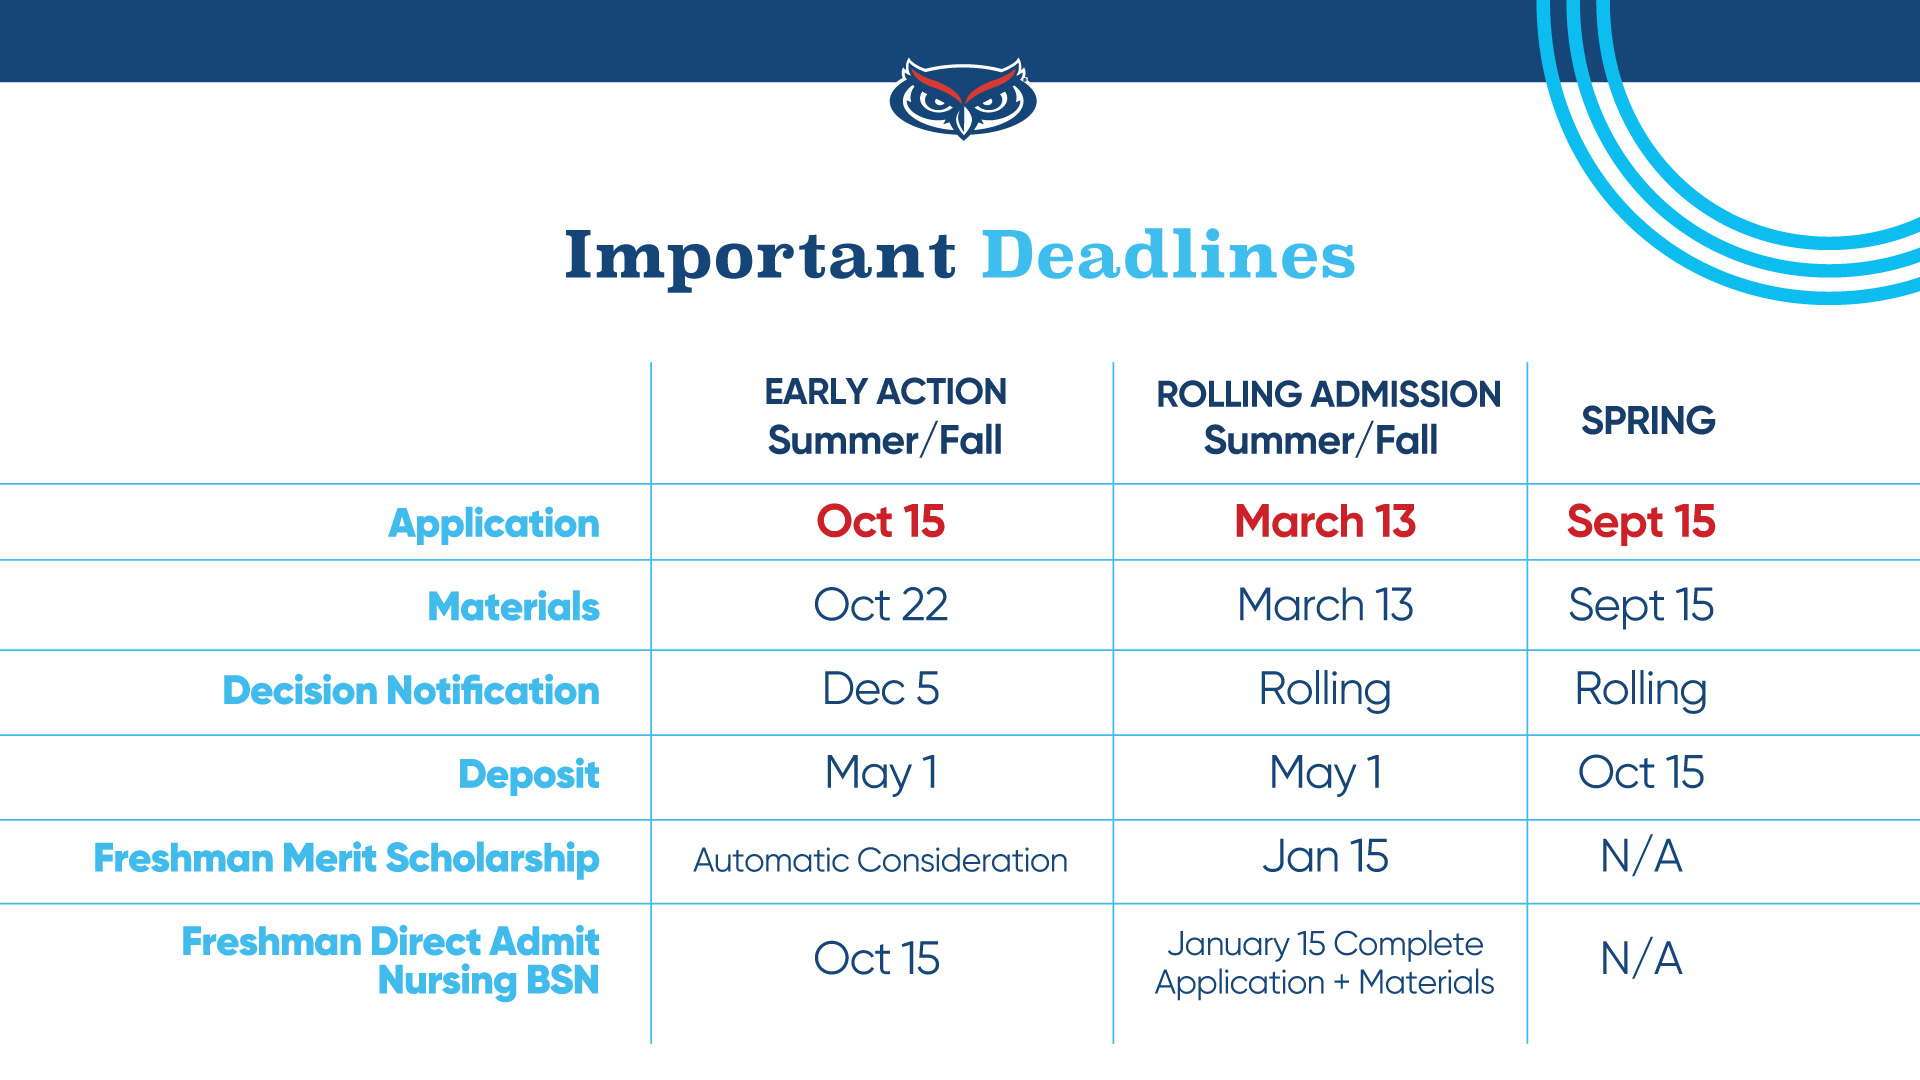 Important Deadlines
EARLY ACTION
Summer/Fall
ROLLING ADMISSION
Summer/Fall
SPRING
Application
Oct 15
March 13
Sept 15
Materials
Oct 22
March 13
Sept 15
Decision Notification
Dec 5
Rolling
Rolling
Deposit
May 1
May 1
Oct 15
Freshman Merit Scholarship
Automatic Consideration
Jan 15
N/A
Freshman Direct Admit
Nursing BSN
Oct 15
January 15 Complete
Application + Materials
N/A